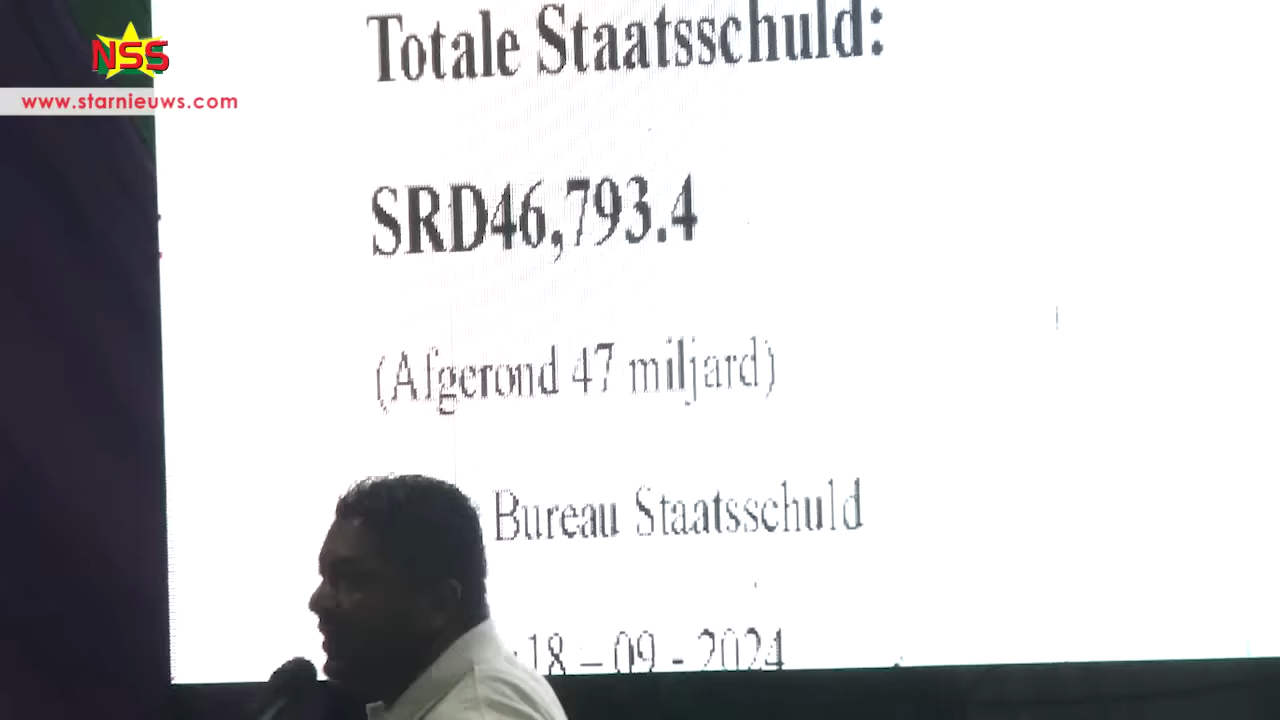 NSS
www.starnieuws.com
Totale Staatsschuld:
SRD46,793.4
(Afgerond 47 miljard)
Bureau Staatsschuld
:18 – 09 - 2024